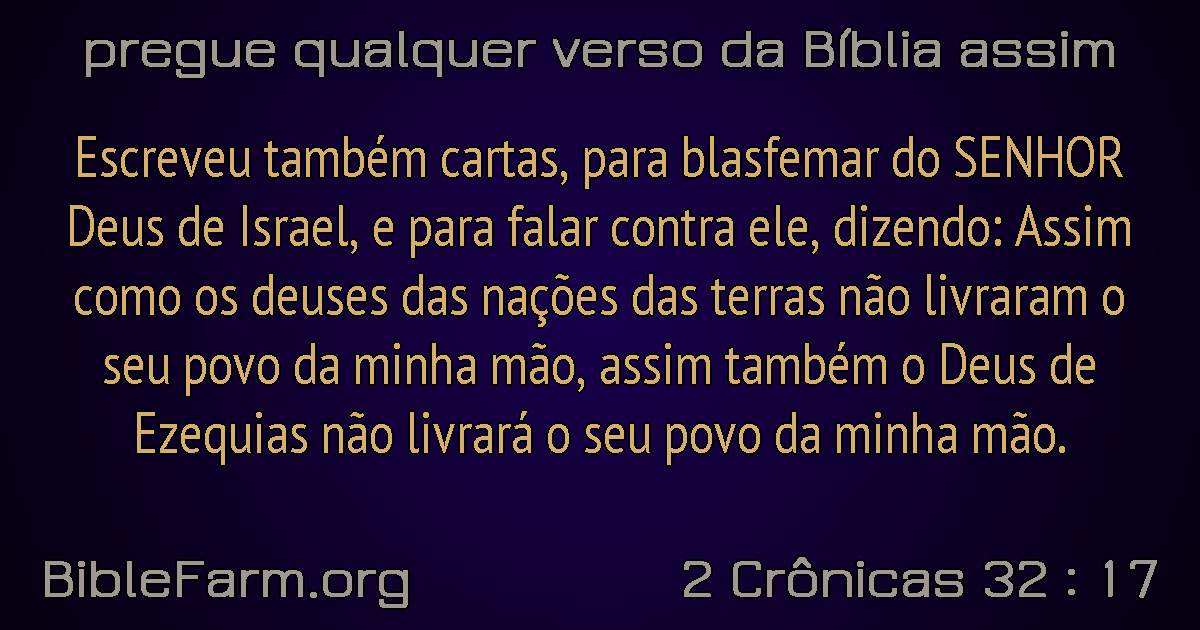 pregue qualquer verso da Bíblia assim
Escreveu também cartas, para blasfemar do SENHOR
Deus de Israel, e para falar contra ele, dizendo: Assim
como os deuses das nações das terras não livraram o
seu povo da minha mão, assim também o Deus de
Ezequias não livrará o seu povo da minha mão.
BibleFarm.org
2 Crônicas 32 : 17